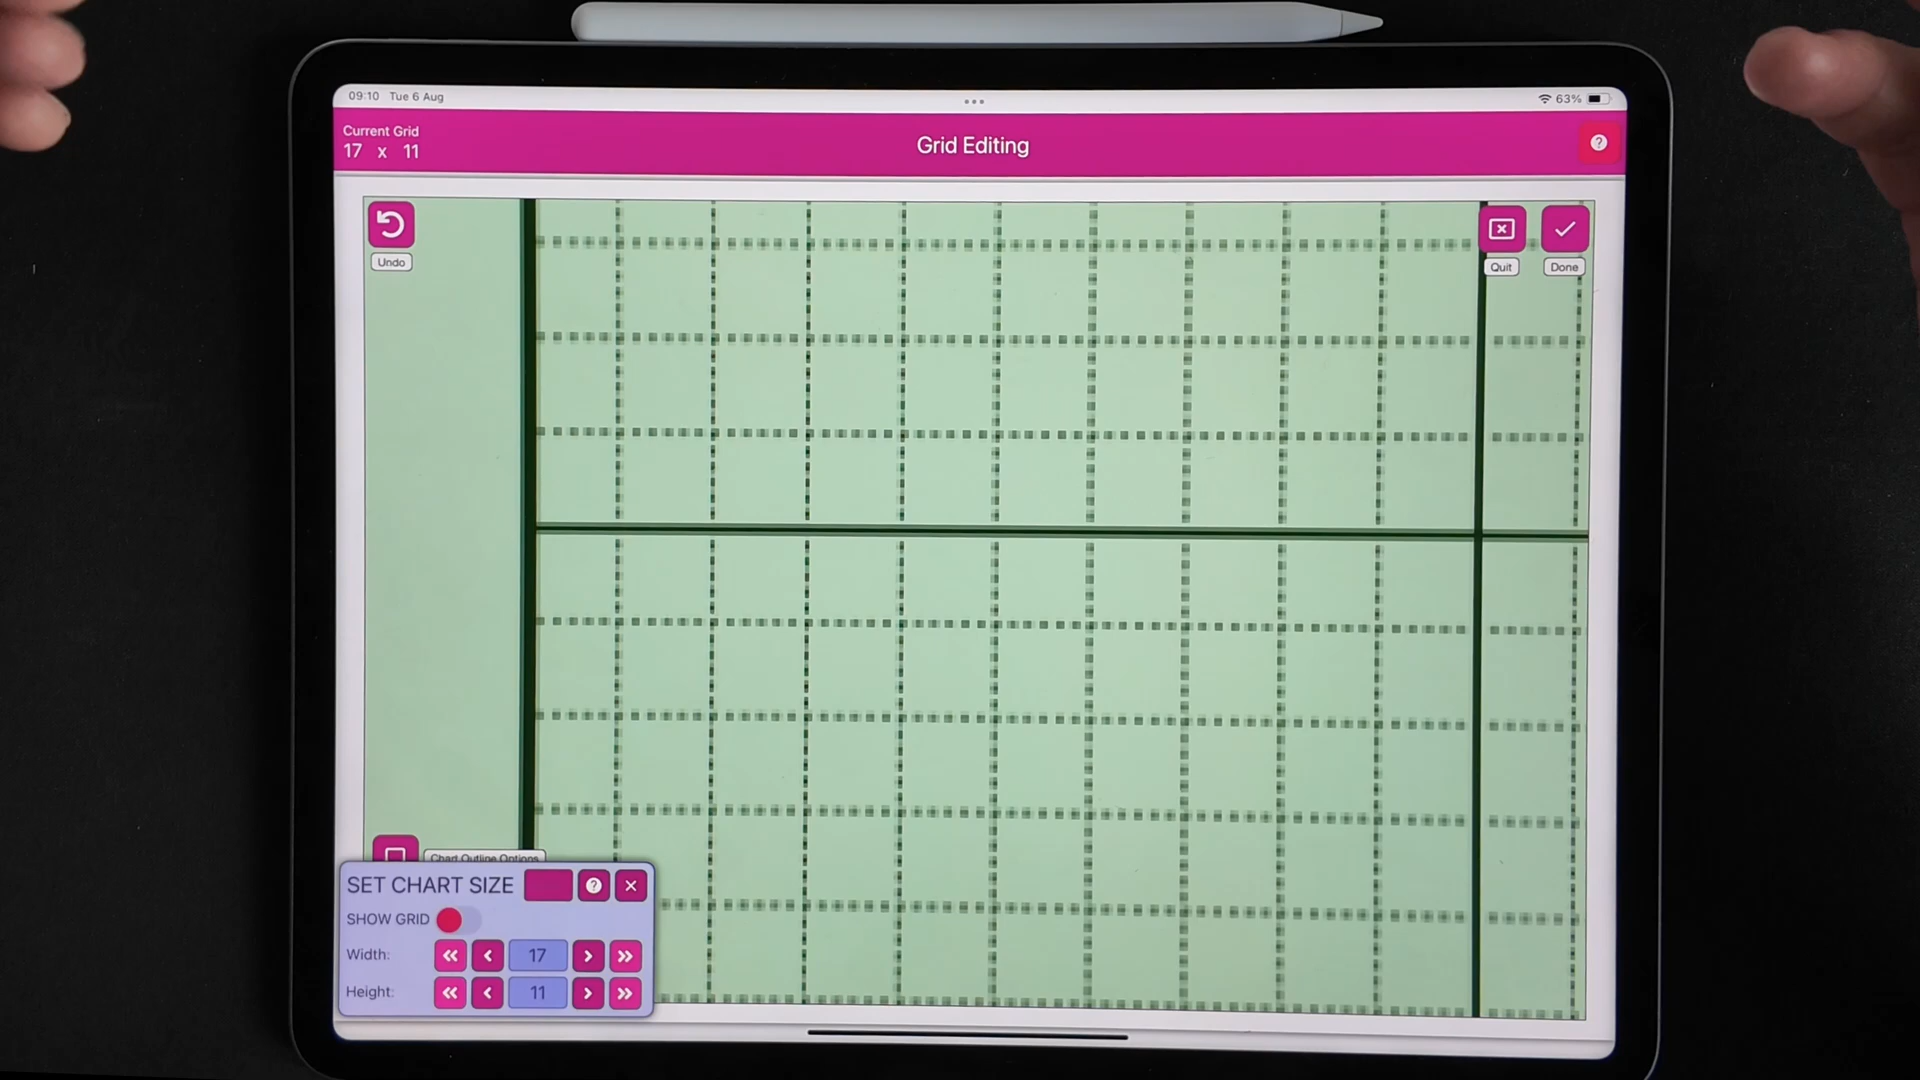 09:10 Tue 6 Aug
63%
Current Grid
17 x 11
Grid Editing
Undo
Quit
Done
Chart Outline Options
SET CHART SIZE
SHOW GRID
Width:
17
Height:
11